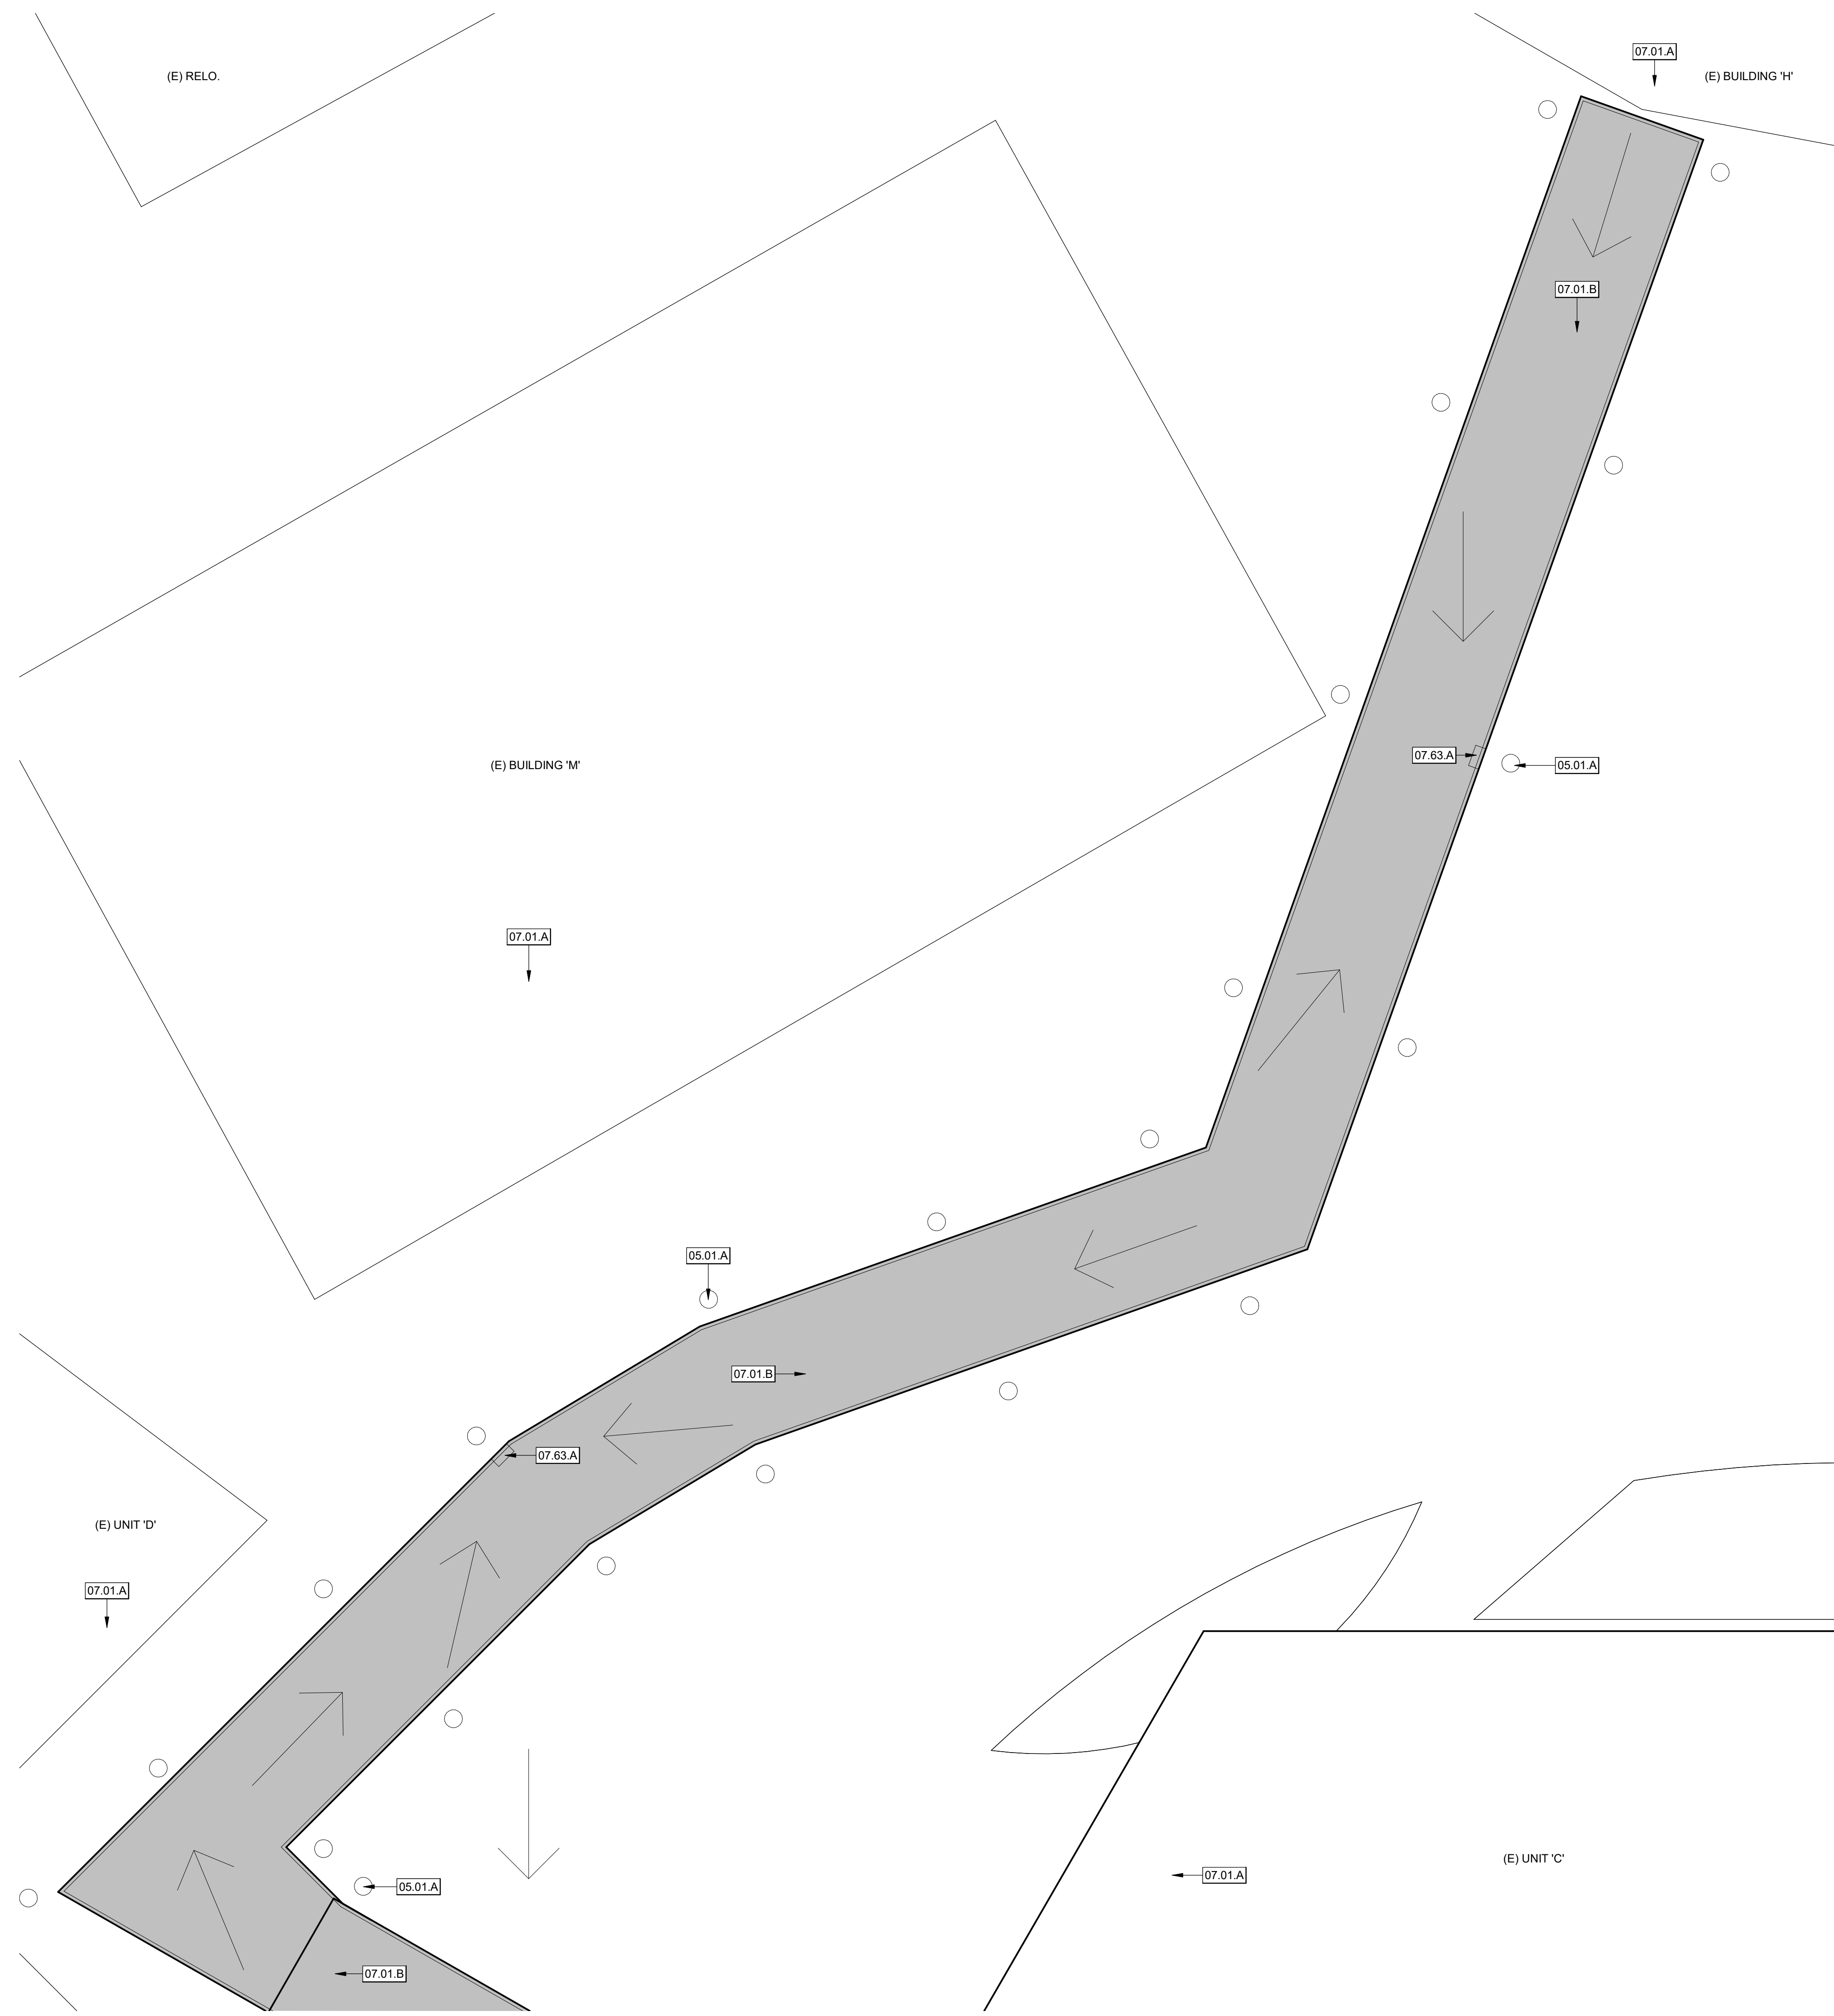 07.01.A
(E) RELO.
(E) BUILDING 'H'
07.01.B
07.63.A
05.01.A
(E) BUILDING 'M'
07.01.A
05.01.A
07.01.B
07.63.A
(E) UNIT 'D'
07.01.A
(E) UNIT 'C'
07.01.A
05.01.A
07.01.B